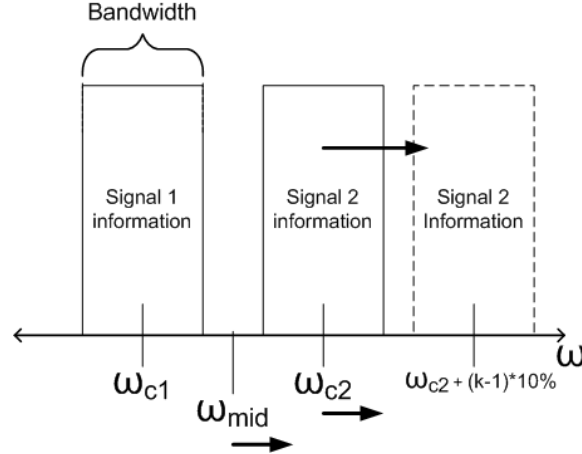 Bandwidth
Signal 1
information
Signal 2
information
Signal 2
Information
ω
ωc1
ωmid
ωc2
ωc2 + (k-1)*10%